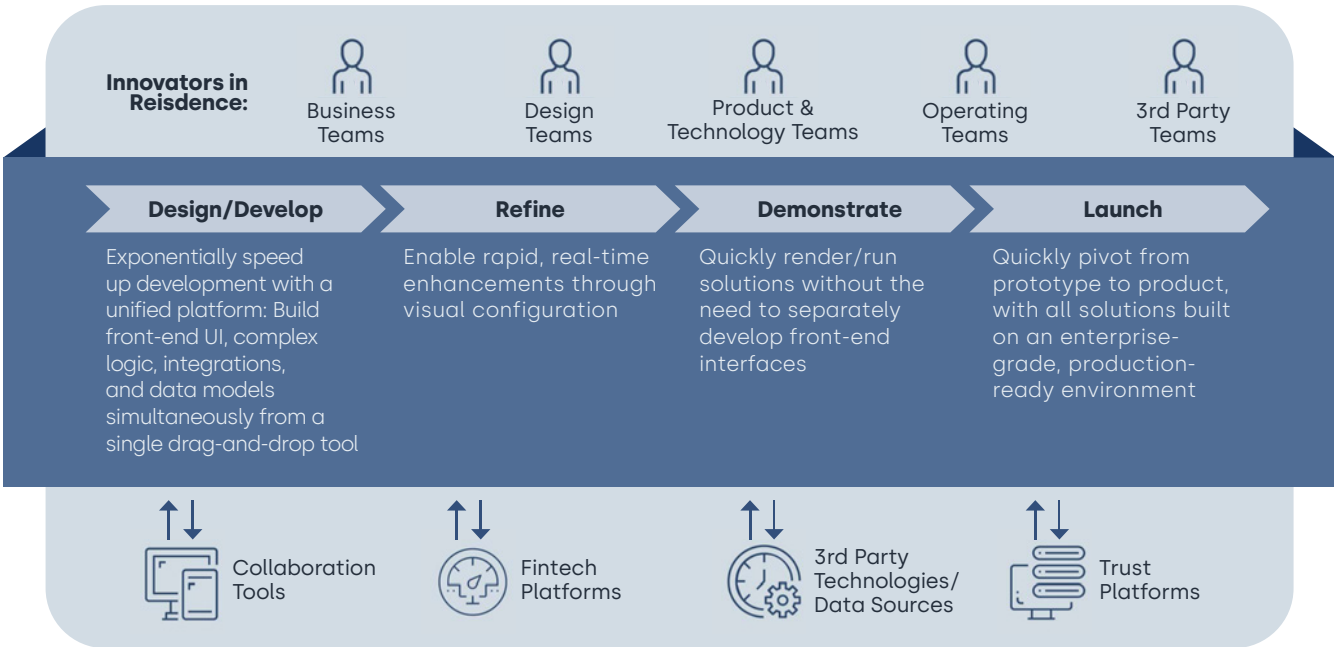 Innovators in
Reisdence:
Business
Teams
Design
Teams
Product &
Technology Teams
Operating
Teams
3rd Party
Teams
Design/Develop
Exponentially speed
up development with a
unified platform: Build
front-end UI, complex
logic, integrations,
and data models
simultaneously from a
single drag-and-drop tool
Refine
Enable rapid, real-time
enhancements through
visual configuration
Demonstrate
Quickly render/run
solutions without the
need to separately
develop front-end
interfaces
Launch
Quickly pivot from
prototype to product,
with all solutions built
on an enterprise-
grade, production-
ready environment
Collaboration
Tools
Fintech
Platforms
3rd Party
Technologies/
Data Sources
Trust
Platforms